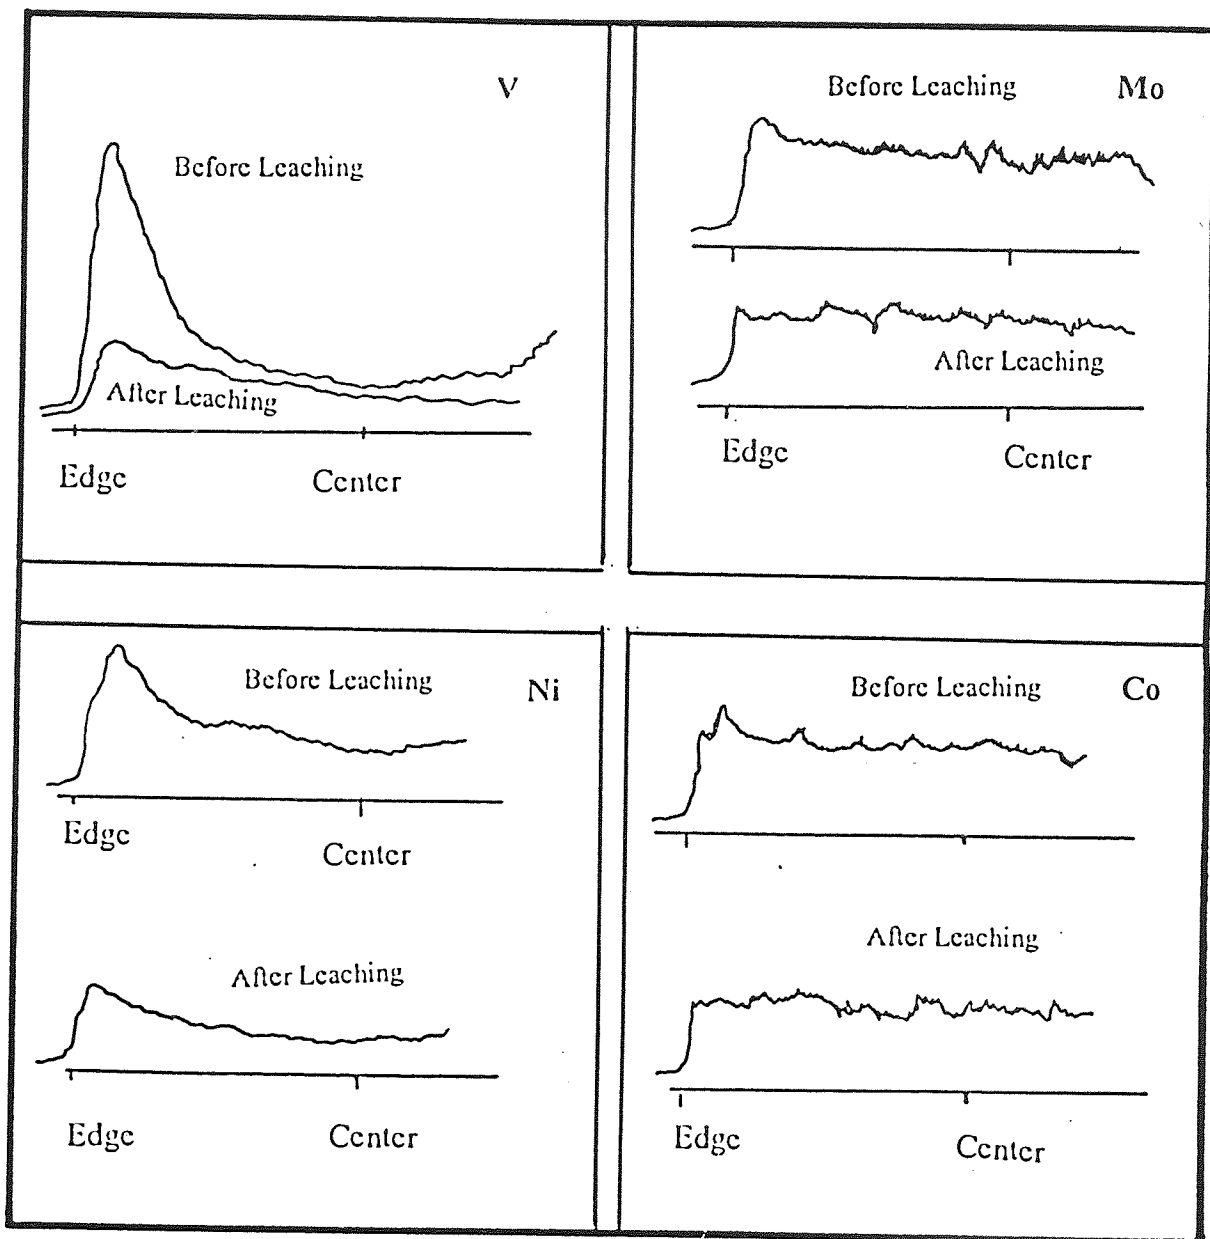 V
Before Leaching
After Leaching
Edge
Center
Before Leaching
Mo
After Leaching
Edge
Center
Before Leaching
Ni
Edge
Center
After Leaching
Edge
Center
Before Leaching
Co
After Leaching
Edge
Center